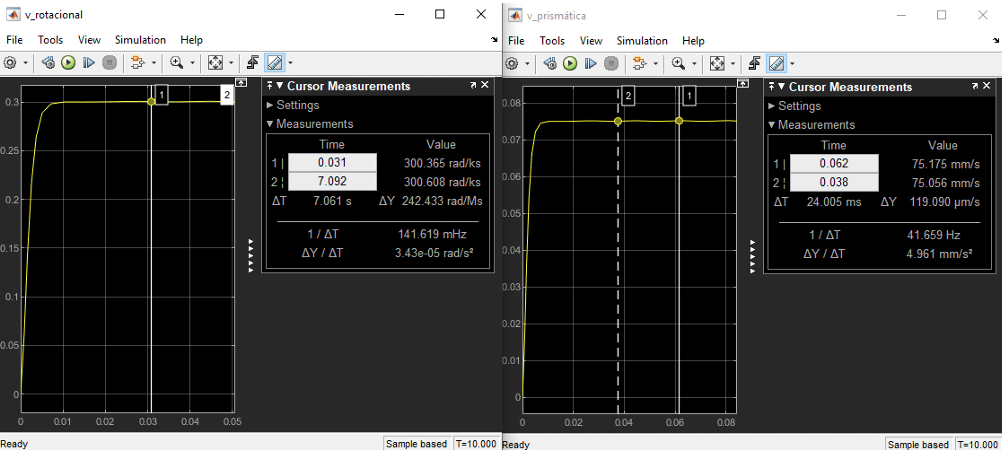 v_rotacional
File Tools View Simulation Help
1
2
0.3
0.25
0.2
0.15
0.1
0.05
0
0 0.01 0.02 0.03 0.04 0.05
Cursor Measurements
Settings
Measurements
Time Value
1 0.031 300.365 rad/ks
2 7.092 300.608 rad/ks
ΔT 7.061 s ΔY 242.433 rad/Ms
1 / ΔT 141.619 mHz
ΔY / ΔT 3.43e-05 rad/s²
Ready Sample based T=10.000
v_prismática
File Tools View Simulation Help
2
1
0.08
0.07
0.06
0.05
0.04
0.03
0.02
0.01
0
0 0.02 0.04 0.06 0.08
Cursor Measurements
Settings
Measurements
Time Value
1 0.062 75.175 mm/s
2 0.038 75.056 mm/s
ΔT 24.005 ms ΔY 119.090 µm/s
1 / ΔT 41.659 Hz
ΔY / ΔT 4.961 mm/s²
Ready Sample based T=10.000